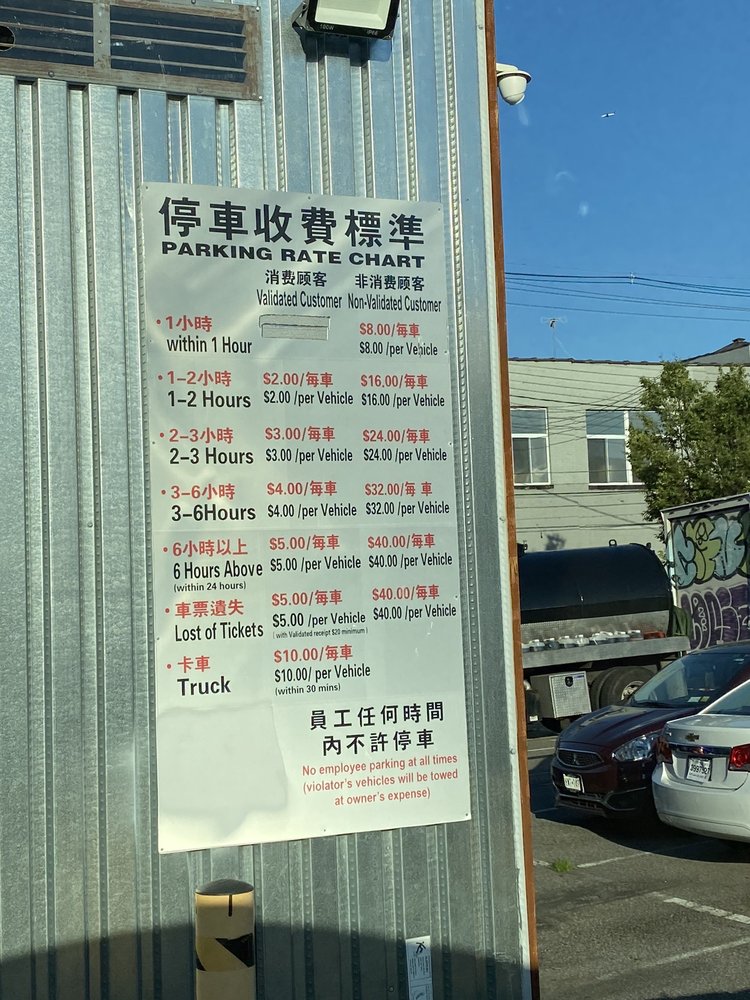 100W IP66
停車收費標準
PARKING RATE CHART
消费顾客 非消费顾客
Validated Customer Non-Validated Customer
•1小時 $8.00/每車
within 1 Hour $8.00 /per Vehicle
•1-2小時 $2.00/每車 $16.00/每車
1-2 Hours $2.00 /per Vehicle $16.00 /per Vehicle
•2-3小時 $3.00/每車 $24.00/每車
2-3 Hours $3.00 /per Vehicle $24.00 /per Vehicle
•3-6小時 $4.00/每車 $32.00/每車
3-6Hours $4.00 /per Vehicle $32.00 /per Vehicle
•6小時以上 $5.00/每車 $40.00/每車
6 Hours Above $5.00 /per Vehicle $40.00 /per Vehicle
(within 24 hours)
•車票遺失 $5.00/每車 $40.00/每車
Lost of Tickets $5.00 /per Vehicle $40.00 /per Vehicle
(with Validated receipt $20 minimum)
•卡車 $10.00/每車
Truck $10.00/ per Vehicle
(within 30 mins)
員工任何時間
內不許停車
No employee parking at all times
(violator's vehicles will be towed
at owner's expense)